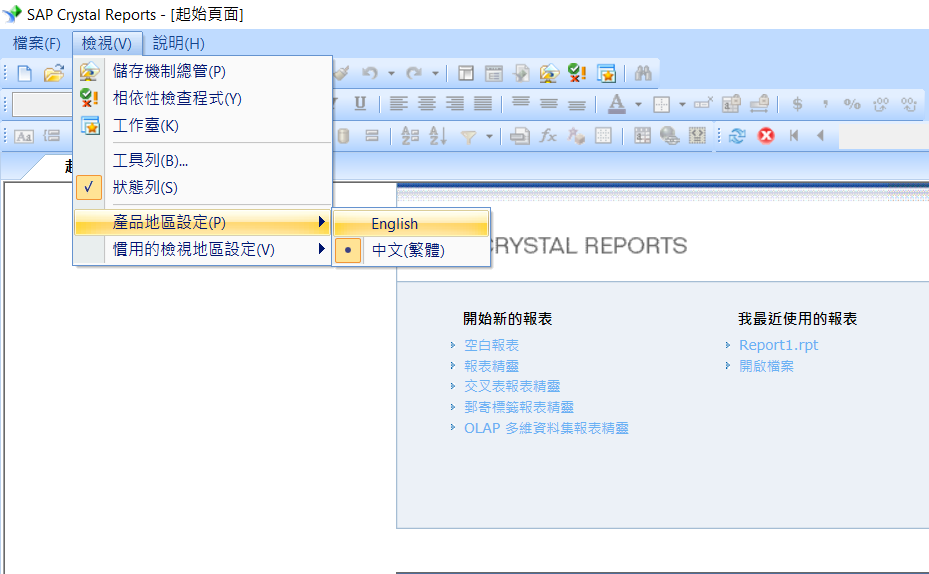 SAP Crystal Reports - [起始頁面]
檔案(F) 檢視(V) 說明(H)
儲存機制總管(P)
相依性檢查程式(Y)
工作臺(K)
工具列(B)...
狀態列(S)
產品地區設定(P)
慣用的檢視地區設定(V)
English
中文(繁體)
CRYSTAL REPORTS
開始新的報表
空白報表
報表精靈
交叉表報表精靈
郵寄標籤報表精靈
OLAP 多維資料集報表精靈
我最近使用的報表
Report1.rpt
開啟檔案